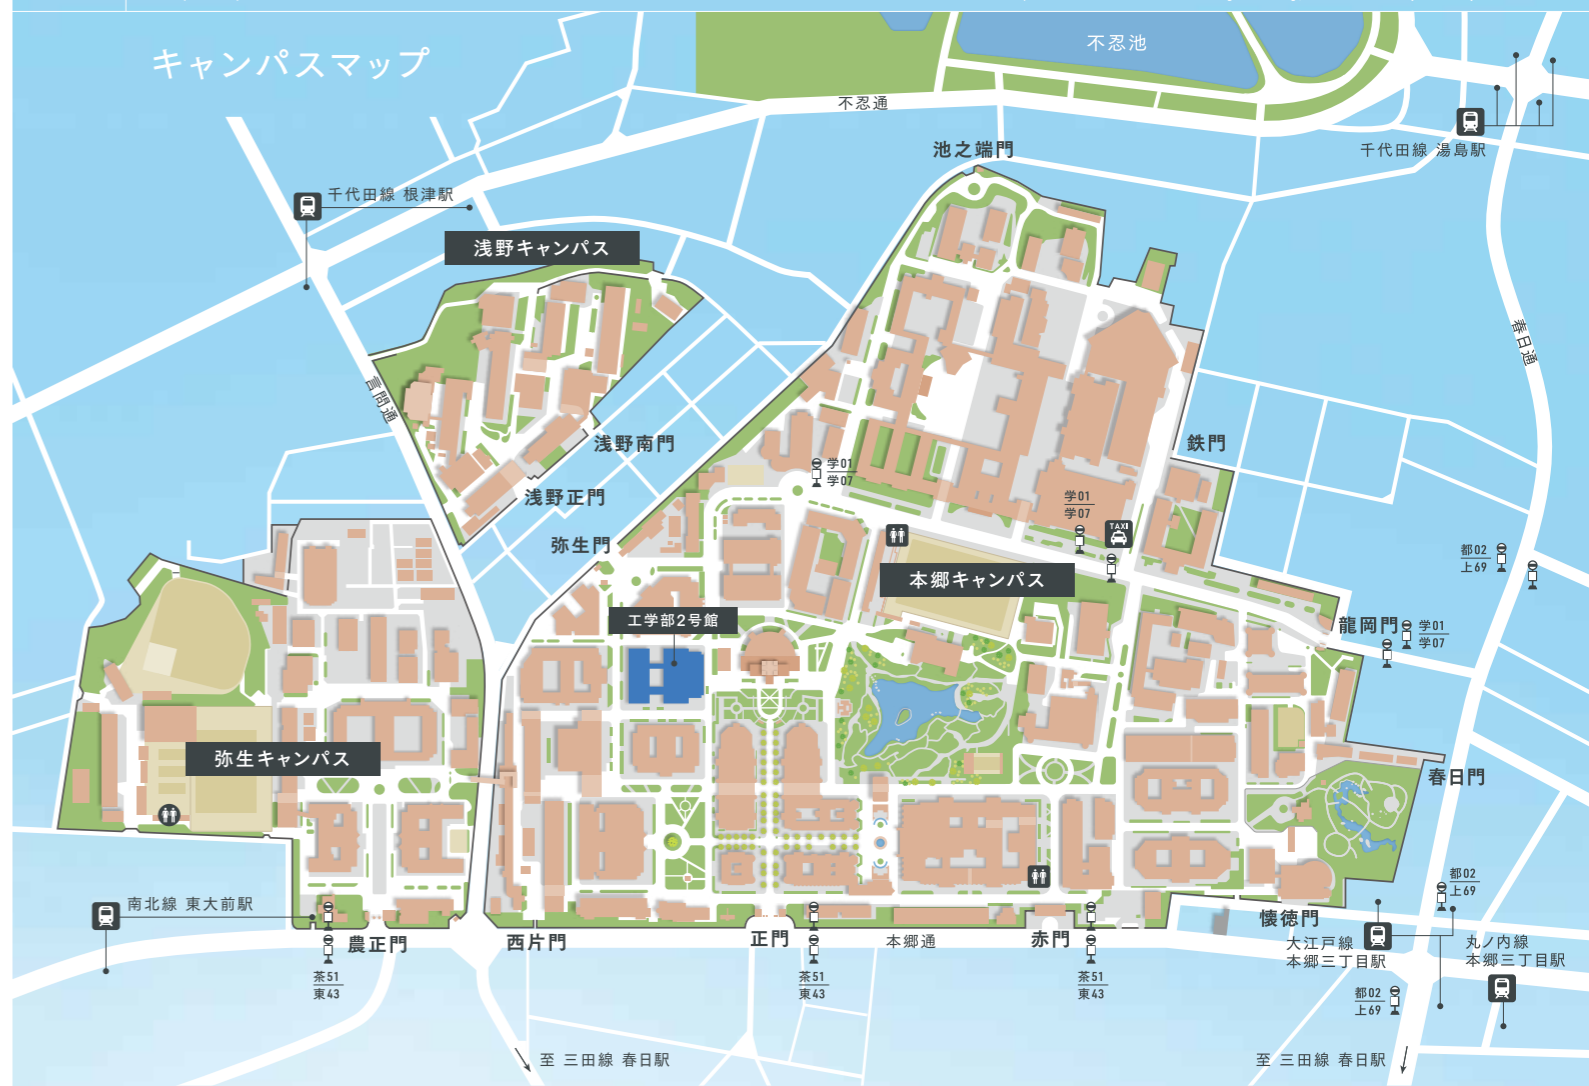 キャンパスマップ
不忍池
不忍通
池之端門
千代田線 湯島駅
千代田線 根津駅
浅野キャンパス
春日通
言問通
浅野南門
鉄門
学01
学07
浅野正門
学01
学07
TAXI
弥生門
都02
上69
本郷キャンパス
工学部2号館
龍岡門
学01
学07
弥生キャンパス
春日門
都02
上69
南北線 東大前駅
農正門
西片門
正門
本郷通
赤門
懐徳門
大江戸線
本郷三丁目駅
丸ノ内線
本郷三丁目駅
茶51
東43
茶51
東43
茶51
東43
都02
上69
至 三田線 春日駅
至 三田線 春日駅